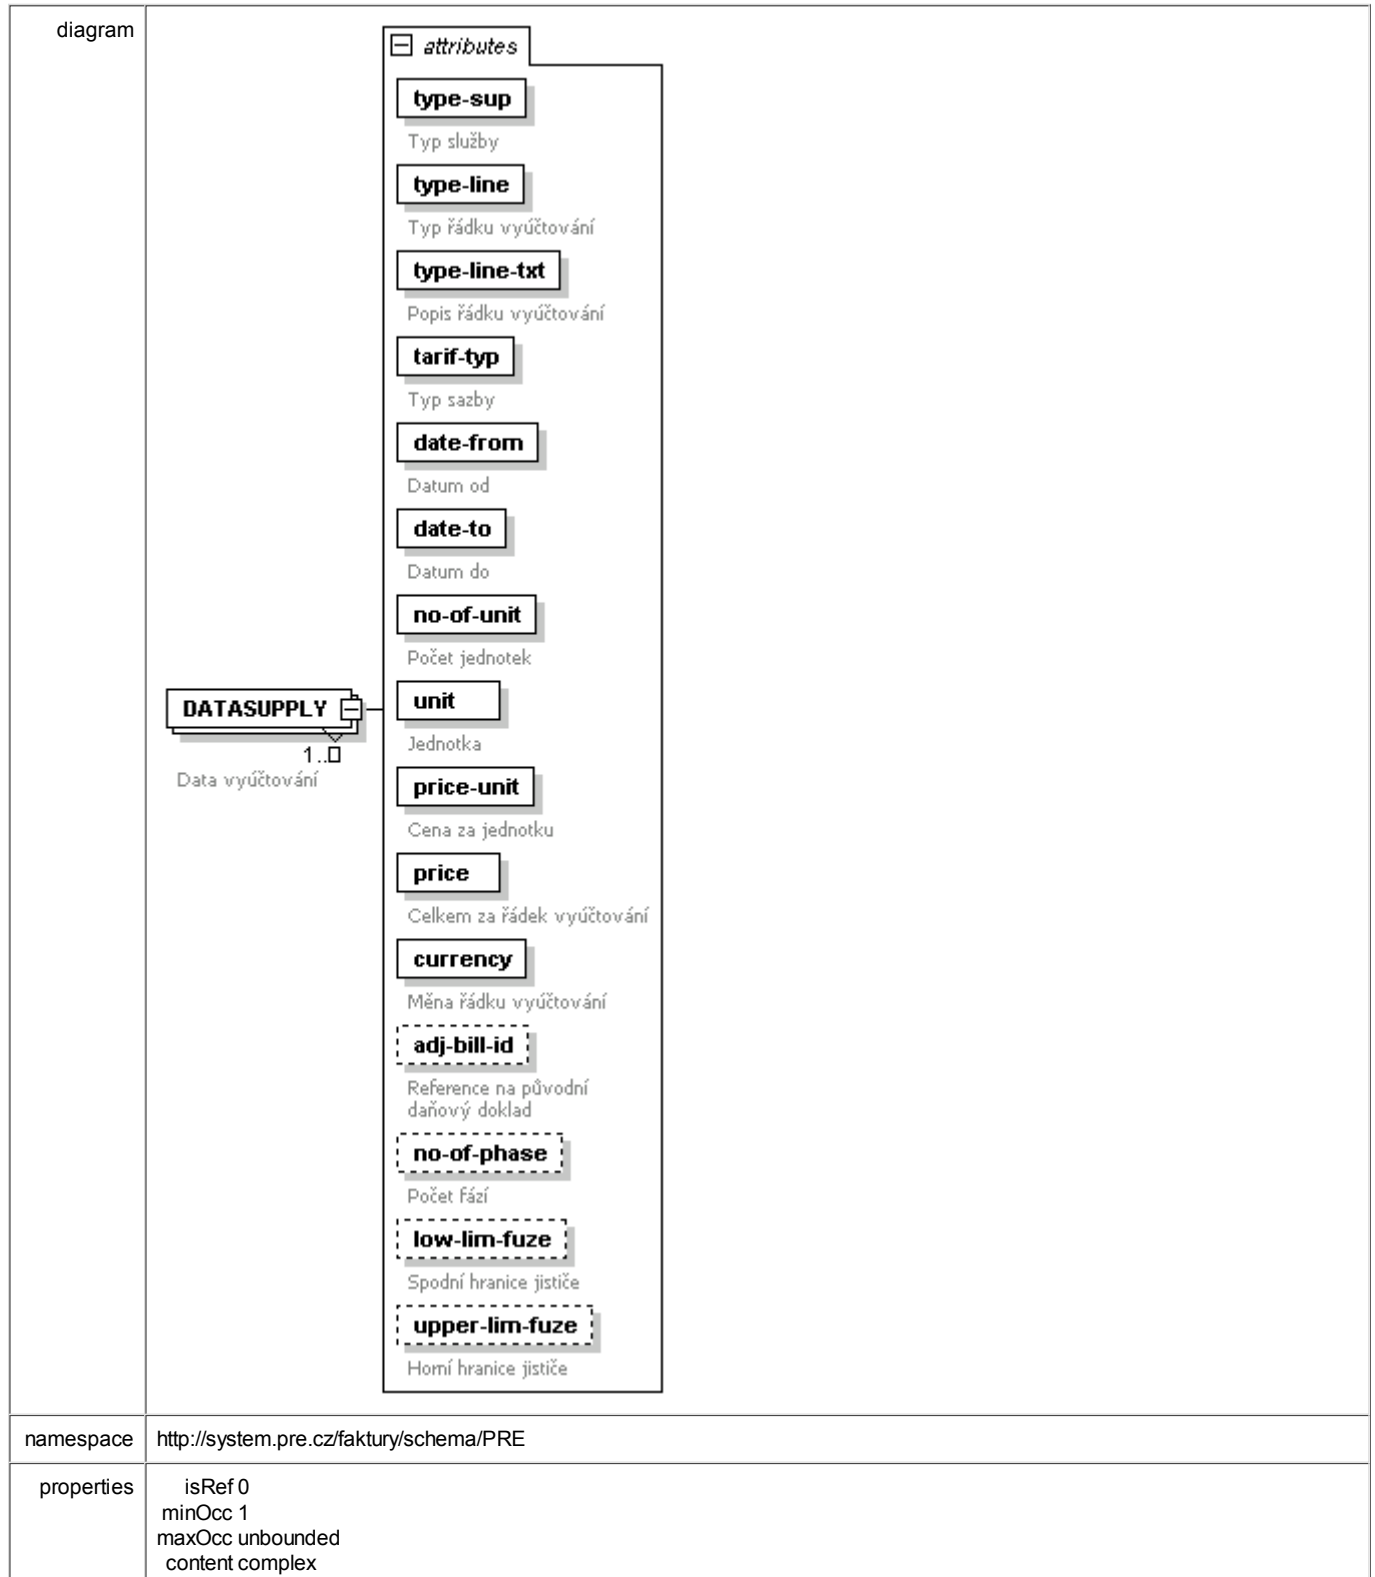 diagram
attributes
type-sup
Typ služby
type-line
Typ řádku vyúčtování
type-line-txt
Popis řádku vyúčtování
tarif-typ
Typ sazby
date-from
Datum od
date-to
Datum do
no-of-unit
Počet jednotek
DATASUPPLY
1..
Data vyúčtování
unit
Jednotka
price-unit
Cena za jednotku
price
Celkem za řádek vyúčtování
currency
Měna řádku vyúčtování
adj-bill-id
Reference na původní
daňový doklad
no-of-phase
Počet fází
low-lim-fuze
Spodní hranice jističe
upper-lim-fuze
Horní hranice jističe
namespace http://system.pre.cz/faktury/schema/PRE
properties isRef 0
minOcc 1
maxOcc unbounded
content complex